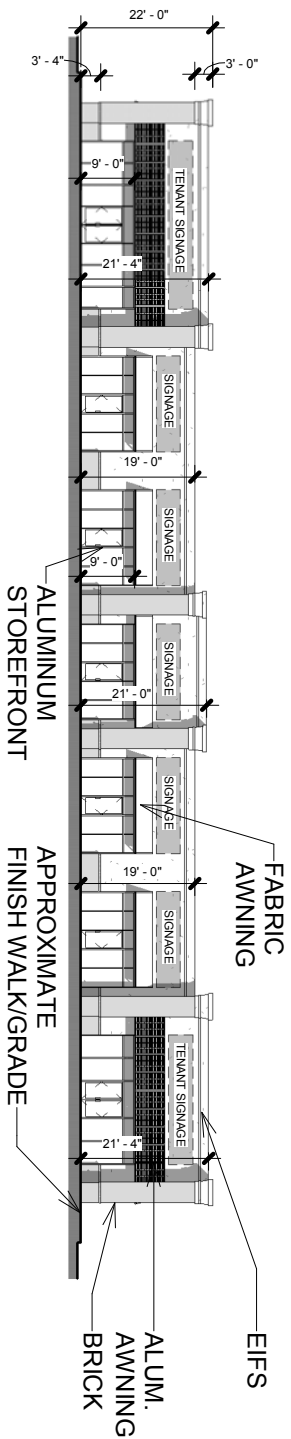 22' - 0"
3' - 4"
3' - 0"
9' - 0"
TENANT SIGNAGE
21' - 4"
SIGNAGE
19' - 0"
SIGNAGE
9' - 0"
ALUMINUM
STOREFRONT
SIGNAGE
21' - 0"
SIGNAGE
FABRIC
AWNING
19' - 0"
SIGNAGE
APPROXIMATE
FINISH WALK/GRADE
TENANT SIGNAGE
21' - 4"
EIFS
ALUM.
AWNING
BRICK